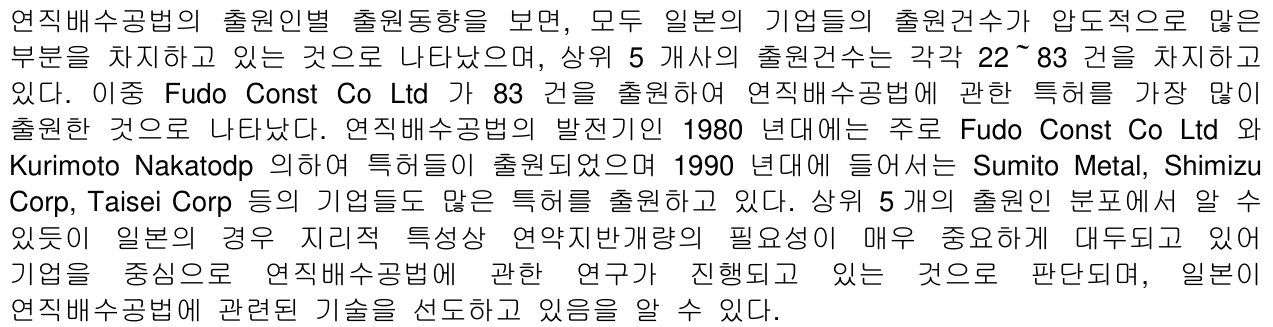 연직배수공법의 출원인별 출원동향을 보면, 모두 일본의 기업들의 출원건수가 압도적으로 많은
부분을 차지하고 있는 것으로 나타났으며, 상위 5 개사의 출원건수는 각각 22~83 건을 차지하고
있다. 이중 Fudo Const Co Ltd 가 83 건을 출원하여 연직배수공법에 관한 특허를 가장 많이
출원한 것으로 나타났다. 연직배수공법의 발전기인 1980 년대에는 주로 Fudo Const Co Ltd 와
Kurimoto Nakatodp 의하여 특허들이 출원되었으며 1990 년대에 들어서는 Sumito Metal, Shimizu
Corp, Taisei Corp 등의 기업들도 많은 특허를 출원하고 있다. 상위 5개의 출원인 분포에서 알 수
있듯이 일본의 경우 지리적 특성상 연약지반개량의 필요성이 매우 중요하게 대두되고 있어
기업을 중심으로 연직배수공법에 관한 연구가 진행되고 있는 것으로 판단되며, 일본이
연직배수공법에 관련된 기술을 선도하고 있음을 알 수 있다.